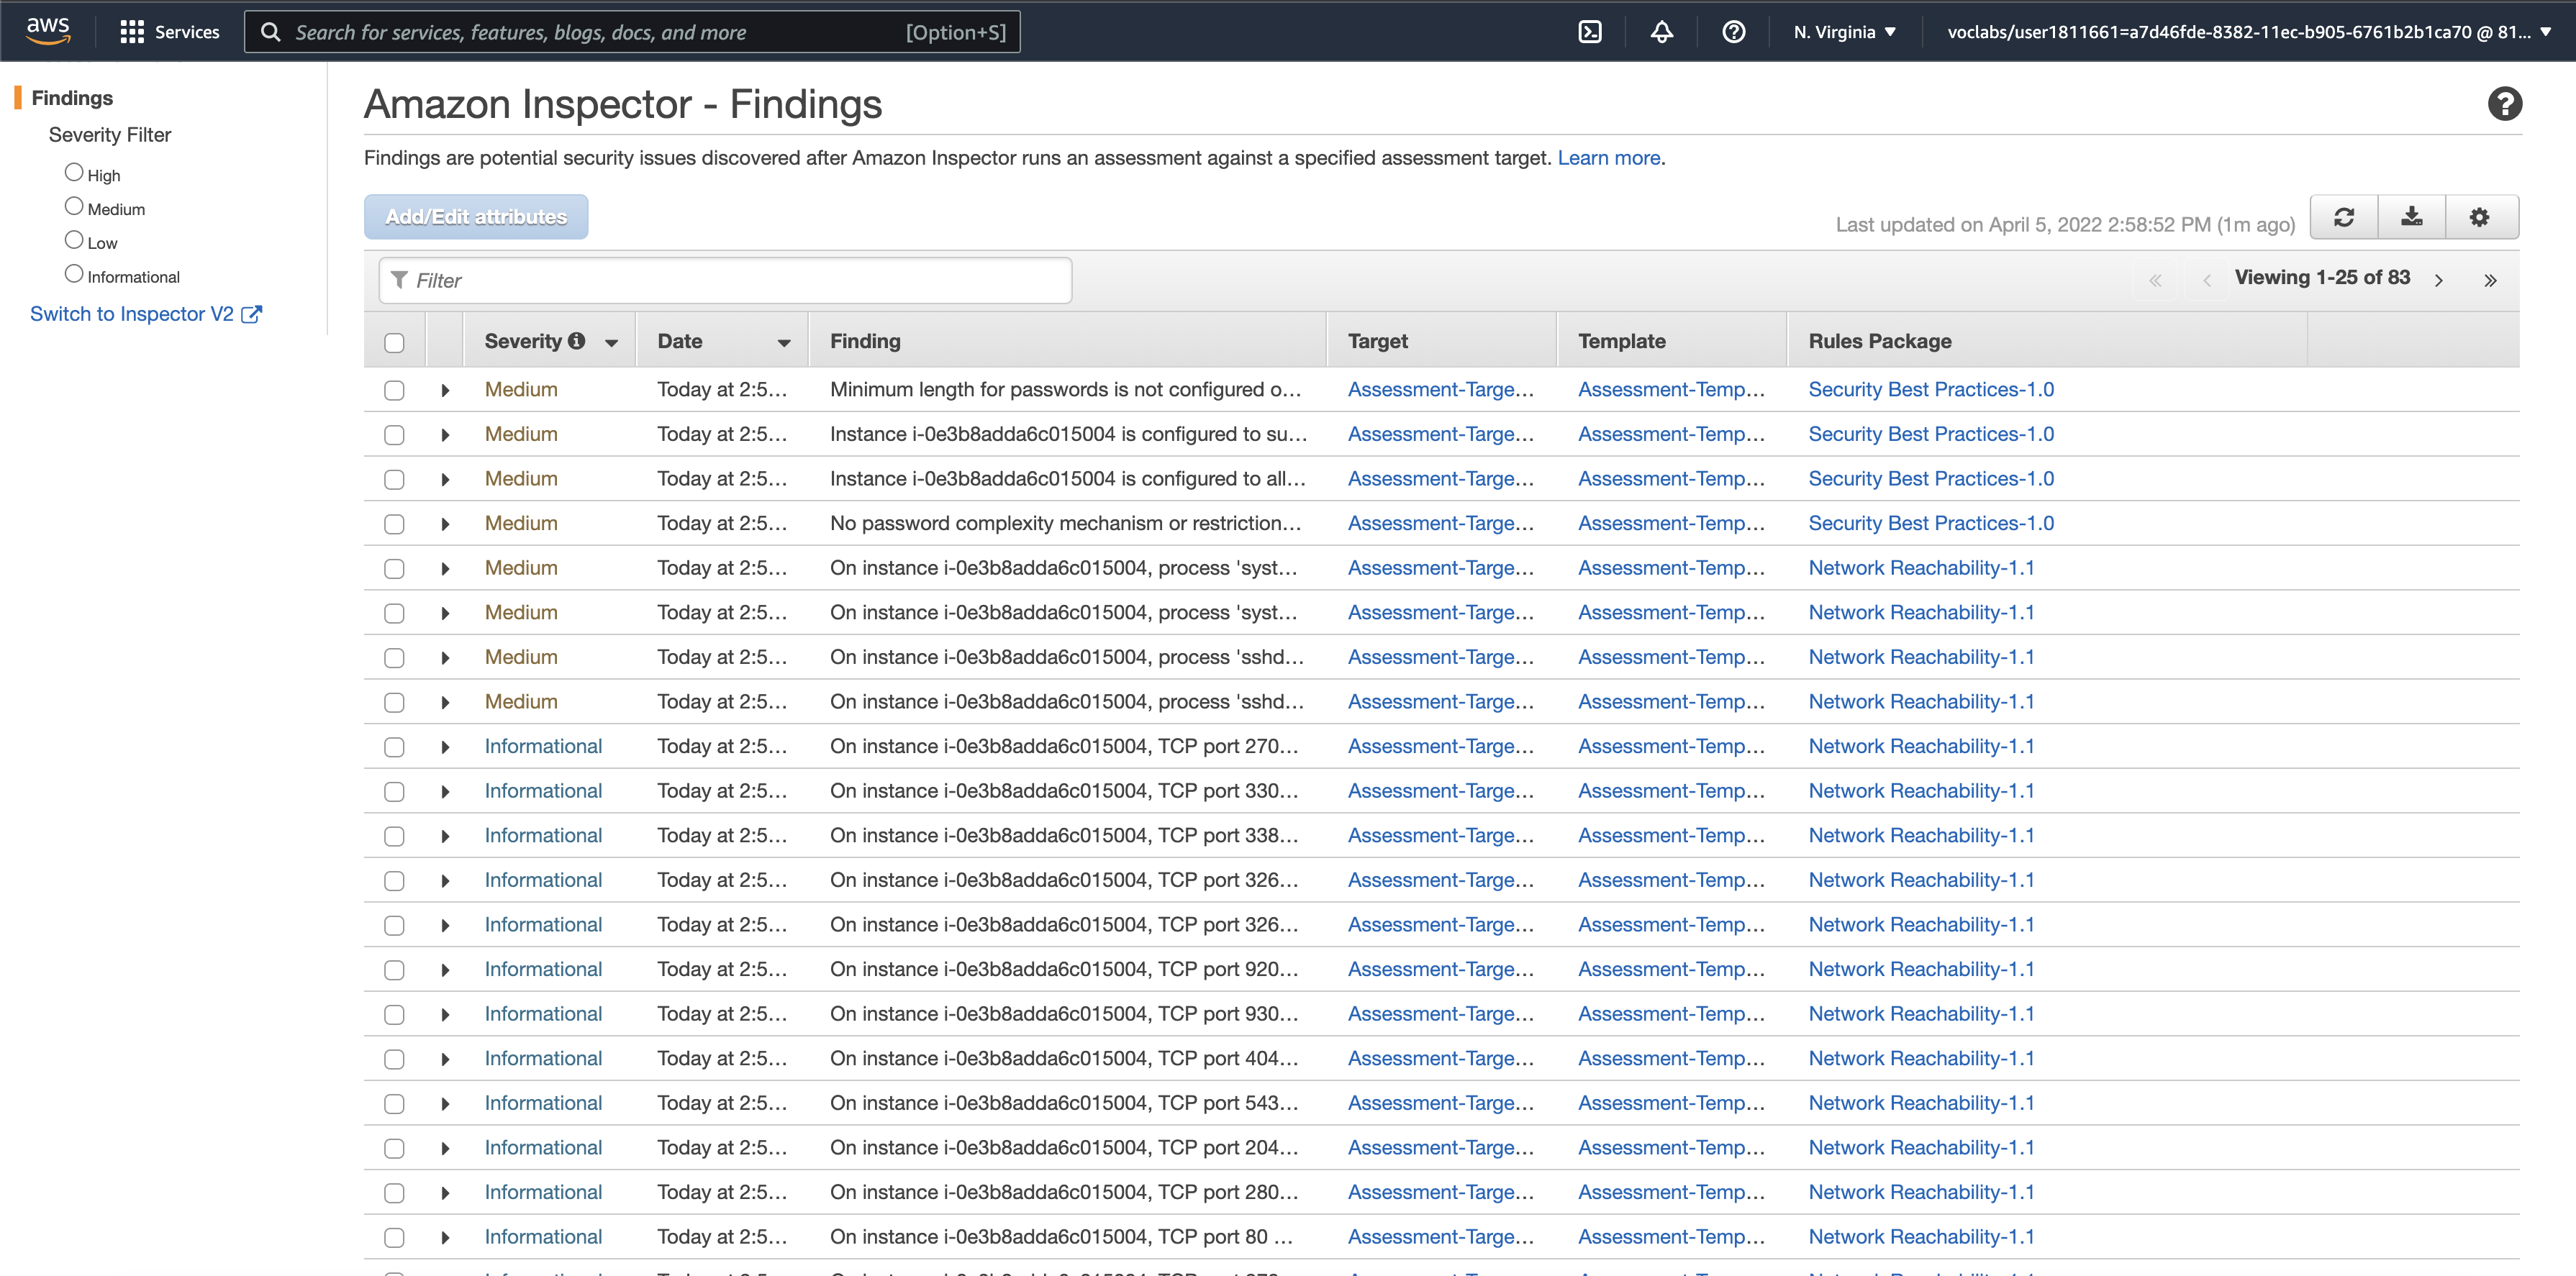 aws Services Search for services, features, blogs, docs, and more [Option+S] N. Virginia voclabs/user1811661=a7d46fde-8382-11ec-b905-6761b2b1ca70 @ 81...
Findings
Severity Filter
High
Medium
Low
Informational
Switch to Inspector V2
Amazon Inspector - Findings
Findings are potential security issues discovered after Amazon Inspector runs an assessment against a specified assessment target. Learn more.
Add/Edit attributes
Last updated on April 5, 2022 2:58:52 PM (1m ago)
Filter
« ‹ Viewing 1-25 of 83 › »
Severity Date Finding Target Template Rules Package
Medium Today at 2:5... Minimum length for passwords is not configured o... Assessment-Targe... Assessment-Temp... Security Best Practices-1.0
Medium Today at 2:5... Instance i-0e3b8adda6c015004 is configured to su... Assessment-Targe... Assessment-Temp... Security Best Practices-1.0
Medium Today at 2:5... Instance i-0e3b8adda6c015004 is configured to all... Assessment-Targe... Assessment-Temp... Security Best Practices-1.0
Medium Today at 2:5... No password complexity mechanism or restriction... Assessment-Targe... Assessment-Temp... Security Best Practices-1.0
Medium Today at 2:5... On instance i-0e3b8adda6c015004, process 'syst... Assessment-Targe... Assessment-Temp... Network Reachability-1.1
Medium Today at 2:5... On instance i-0e3b8adda6c015004, process 'syst... Assessment-Targe... Assessment-Temp... Network Reachability-1.1
Medium Today at 2:5... On instance i-0e3b8adda6c015004, process 'sshd... Assessment-Targe... Assessment-Temp... Network Reachability-1.1
Medium Today at 2:5... On instance i-0e3b8adda6c015004, process 'sshd... Assessment-Targe... Assessment-Temp... Network Reachability-1.1
Informational Today at 2:5... On instance i-0e3b8adda6c015004, TCP port 270... Assessment-Targe... Assessment-Temp... Network Reachability-1.1
Informational Today at 2:5... On instance i-0e3b8adda6c015004, TCP port 330... Assessment-Targe... Assessment-Temp... Network Reachability-1.1
Informational Today at 2:5... On instance i-0e3b8adda6c015004, TCP port 338... Assessment-Targe... Assessment-Temp... Network Reachability-1.1
Informational Today at 2:5... On instance i-0e3b8adda6c015004, TCP port 326... Assessment-Targe... Assessment-Temp... Network Reachability-1.1
Informational Today at 2:5... On instance i-0e3b8adda6c015004, TCP port 326... Assessment-Targe... Assessment-Temp... Network Reachability-1.1
Informational Today at 2:5... On instance i-0e3b8adda6c015004, TCP port 920... Assessment-Targe... Assessment-Temp... Network Reachability-1.1
Informational Today at 2:5... On instance i-0e3b8adda6c015004, TCP port 930... Assessment-Targe... Assessment-Temp... Network Reachability-1.1
Informational Today at 2:5... On instance i-0e3b8adda6c015004, TCP port 404... Assessment-Targe... Assessment-Temp... Network Reachability-1.1
Informational Today at 2:5... On instance i-0e3b8adda6c015004, TCP port 543... Assessment-Targe... Assessment-Temp... Network Reachability-1.1
Informational Today at 2:5... On instance i-0e3b8adda6c015004, TCP port 204... Assessment-Targe... Assessment-Temp... Network Reachability-1.1
Informational Today at 2:5... On instance i-0e3b8adda6c015004, TCP port 280... Assessment-Targe... Assessment-Temp... Network Reachability-1.1
Informational Today at 2:5... On instance i-0e3b8adda6c015004, TCP port 80 ... Assessment-Targe... Assessment-Temp... Network Reachability-1.1